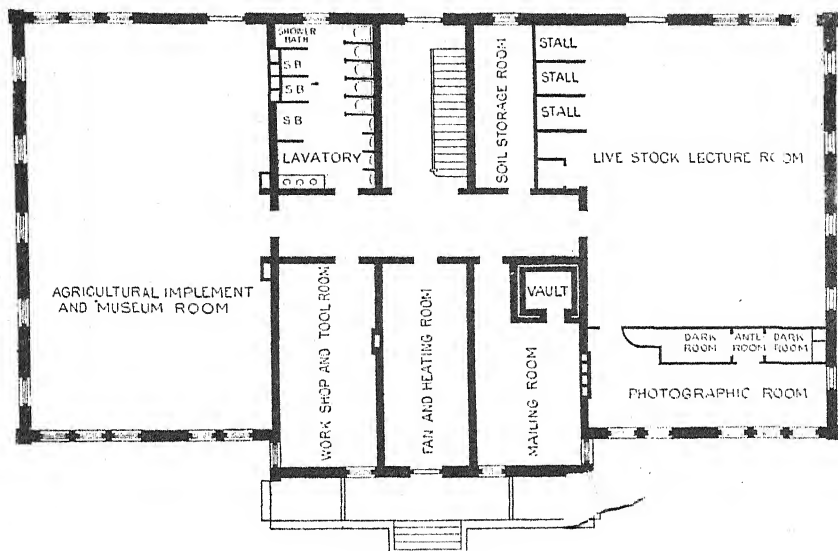 SHOWER
BATH
S B
S B
S B
LAVATORY
SOIL STORAGE ROOM
STALL
STALL
STALL
LIVE STOCK LECTURE ROOM
AGRICULTURAL IMPLEMENT
AND MUSEUM ROOM
WORK SHOP AND TOOL ROOM
FAN AND HEATING ROOM
MAILING ROOM
VAULT
DARK
ROOM
ANTE-
ROOM
DARK
ROOM
PHOTOGRAPHIC ROOM